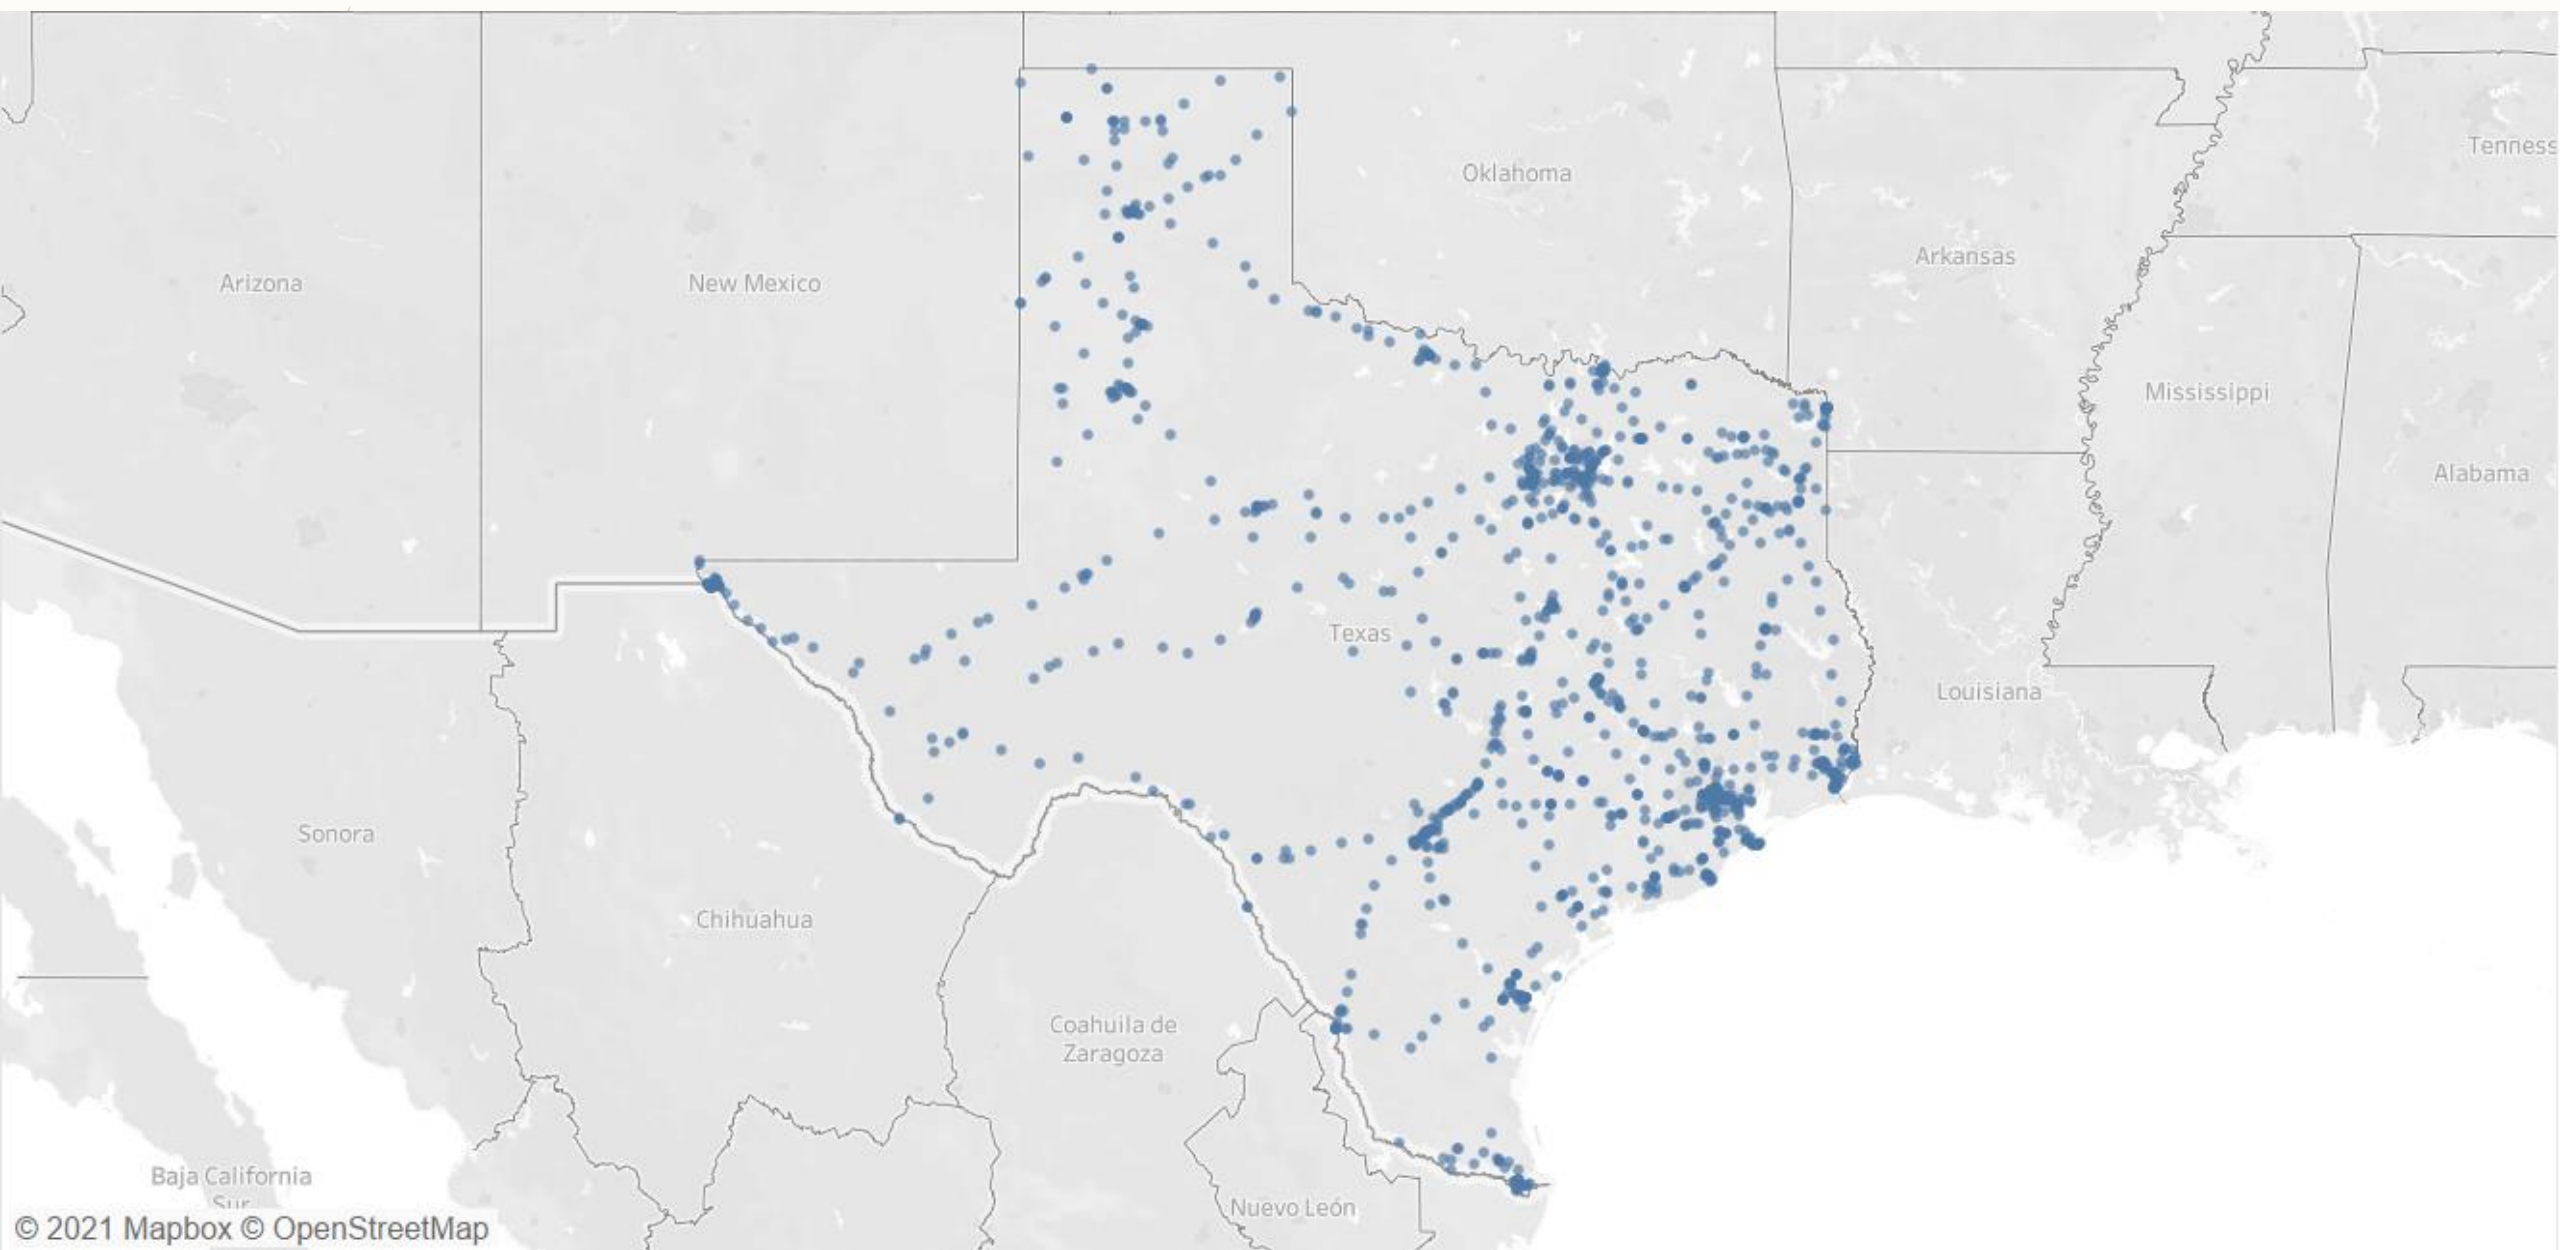 Tenness
Oklahoma
Arkansas
Arizona
New Mexico
Mississippi
Alabama
Texas
Louisiana
Sonora
Chihuahua
Coahuila de
Zaragoza
Baja California
Sur
Nuevo León
© 2021 Mapbox © OpenStreetMap